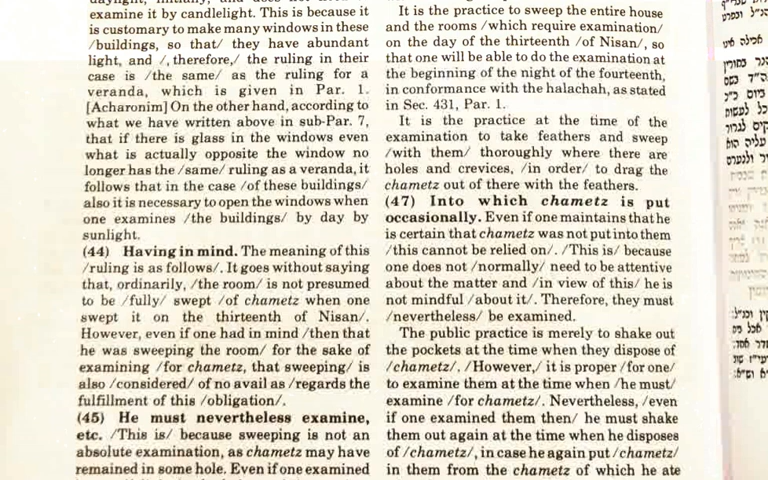 daylight, initially, and does not need to
examine it by candlelight. This is because it
is customary to make many windows in these
/buildings, so that/ they have abundant
light, and /,therefore,/ the ruling in their
case is /the same/ as the ruling for a
veranda, which is given in Par. 1.
[Acharonim] On the other hand, according to
what we have written above in sub-Par. 7,
that if there is glass in the windows even
what is actually opposite the window no
longer has the /same/ ruling as a veranda, it
follows that in the case /of these buildings/
also it is necessary to open the windows when
one examines /the buildings/ by day by
sunlight.
(44) Having in mind. The meaning of this
/ruling is as follows/. It goes without saying
that, ordinarily, /the room/ is not presumed
to be /fully/ swept /of chametz/ when one
swept it on the thirteenth of Nisan/.
However, even if one had in mind /then that
he was sweeping the room/ for the sake of
examining /for chametz, that sweeping/ is
also /considered/ of no avail as /regards the
fulfillment of this /obligation/.
(45) He must nevertheless examine,
etc. /This is/ because sweeping is not an
absolute examination, as chametz may have
remained in some hole. Even if one examined
It is the practice to sweep the entire house
and the rooms /which require examination/
on the day of the thirteenth /of Nisan/, so
that one will be able to do the examination at
the beginning of the night of the fourteenth,
in conformance with the halachah, as stated
in Sec. 431, Par. 1.
It is the practice at the time of the
examination to take feathers and sweep
/with them/ thoroughly where there are
holes and crevices, /in order/ to drag the
chametz out of there with the feathers.
(47) Into which chametz is put
occasionally. Even if one maintains that he
is certain that chametz was not put into them
/this cannot be relied on/. /This is/ because
one does not /normally/ need to be attentive
about the matter and /in view of this/ he is
not mindful /about it/. Therefore, they must
/nevertheless/ be examined.
The public practice is merely to shake out
the pockets at the time when they dispose of
/chametz/. /However,/ it is proper /for one/
to examine them at the time when /he must/
examine /for chametz/. Nevertheless, /even
if one examined them then/ he must shake
them out again at the time when he disposes
of /chametz/, in case he again put /chametz/
in them from the chametz of which he ate